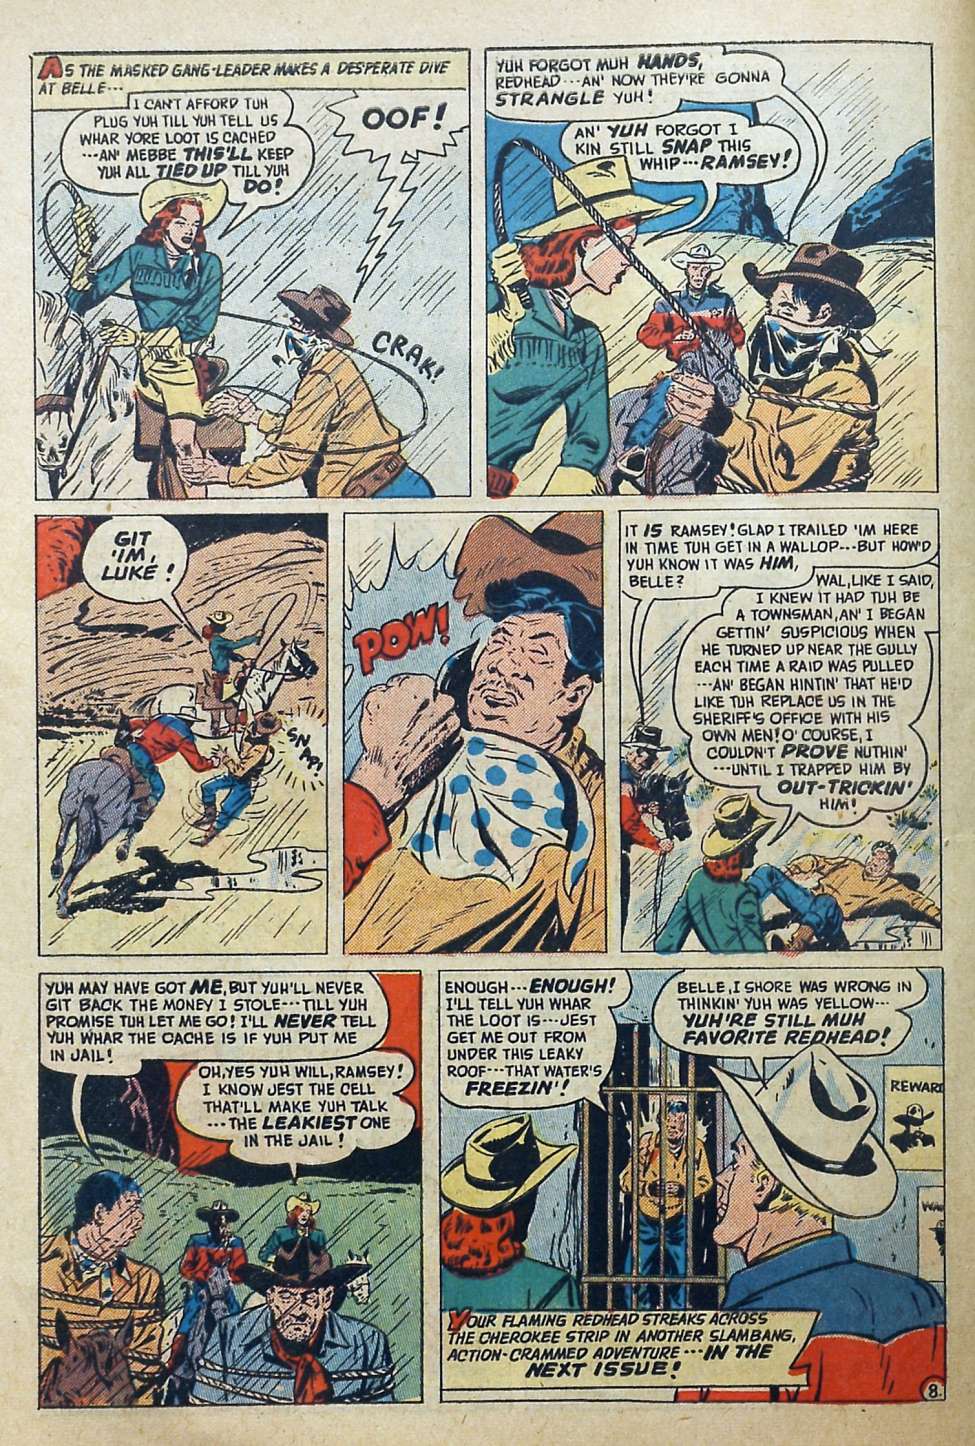 AS THE MASKED GANG-LEADER MAKES A DESPERATE DIVE
AT BELLE---
I CAN'T AFFORD TUH
PLUG YUH TILL YUH TELL US
WHAR YORE LOOT IS CACHED
---AN' MEBBE THIS'LL KEEP
YUH ALL TIED UP TILL YUH
DO!
OOF!
CRAK!
YUH FORGOT MUH HANDS,
REDHEAD---AN' NOW THEY'RE GONNA
STRANGLE YUH!
AN' YUH FORGOT I
KIN STILL SNAP THIS
WHIP---RAMSEY!
GIT
'IM,
LUKE!
SNAP!
POW!
IT IS RAMSEY! GLAD I TRAILED 'IM HERE
IN TIME TUH GET IN A WALLOP---BUT HOW'D
YUH KNOW IT WAS HIM,
BELLE?
WAL, LIKE I SAID,
I KNEW IT HAD TUH BE
A TOWNSMAN, AN' I BEGAN
GETTIN' SUSPICIOUS WHEN
HE TURNED UP NEAR THE GULLY
EACH TIME A RAID WAS PULLED
---AN' BEGAN HINTIN' THAT HE'D
LIKE TUH REPLACE US IN THE
SHERIFF'S OFFICE WITH HIS
OWN MEN! O' COURSE, I
COULDN'T PROVE NUTHIN'
---UNTIL I TRAPPED HIM BY
OUT-TRICKIN'
HIM!
YUH MAY HAVE GOT ME, BUT YUH'LL NEVER
GIT BACK THE MONEY I STOLE---TILL YUH
PROMISE TUH LET ME GO! I'LL NEVER TELL
YUH WHAR THE CACHE IS IF YUH PUT ME
IN JAIL!
OH, YES YUH WILL, RAMSEY!
I KNOW JEST THE CELL
THAT'LL MAKE YUH TALK
---THE LEAKIEST ONE
IN THE JAIL!
ENOUGH---ENOUGH!
I'LL TELL YUH WHAR
THE LOOT IS---JEST
GET ME OUT FROM
UNDER THIS LEAKY
ROOF---THAT WATER'S
FREEZIN'!
BELLE, I SHORE WAS WRONG IN
THINKIN' YUH WAS YELLOW---
YUH'RE STILL MUH
FAVORITE REDHEAD!
REWARD
WA
YOUR FLAMING REDHEAD STREAKS ACROSS
THE CHEROKEE STRIP IN ANOTHER SLAMBANG,
ACTION-CRAMMED ADVENTURE---IN THE
NEXT ISSUE!
8.